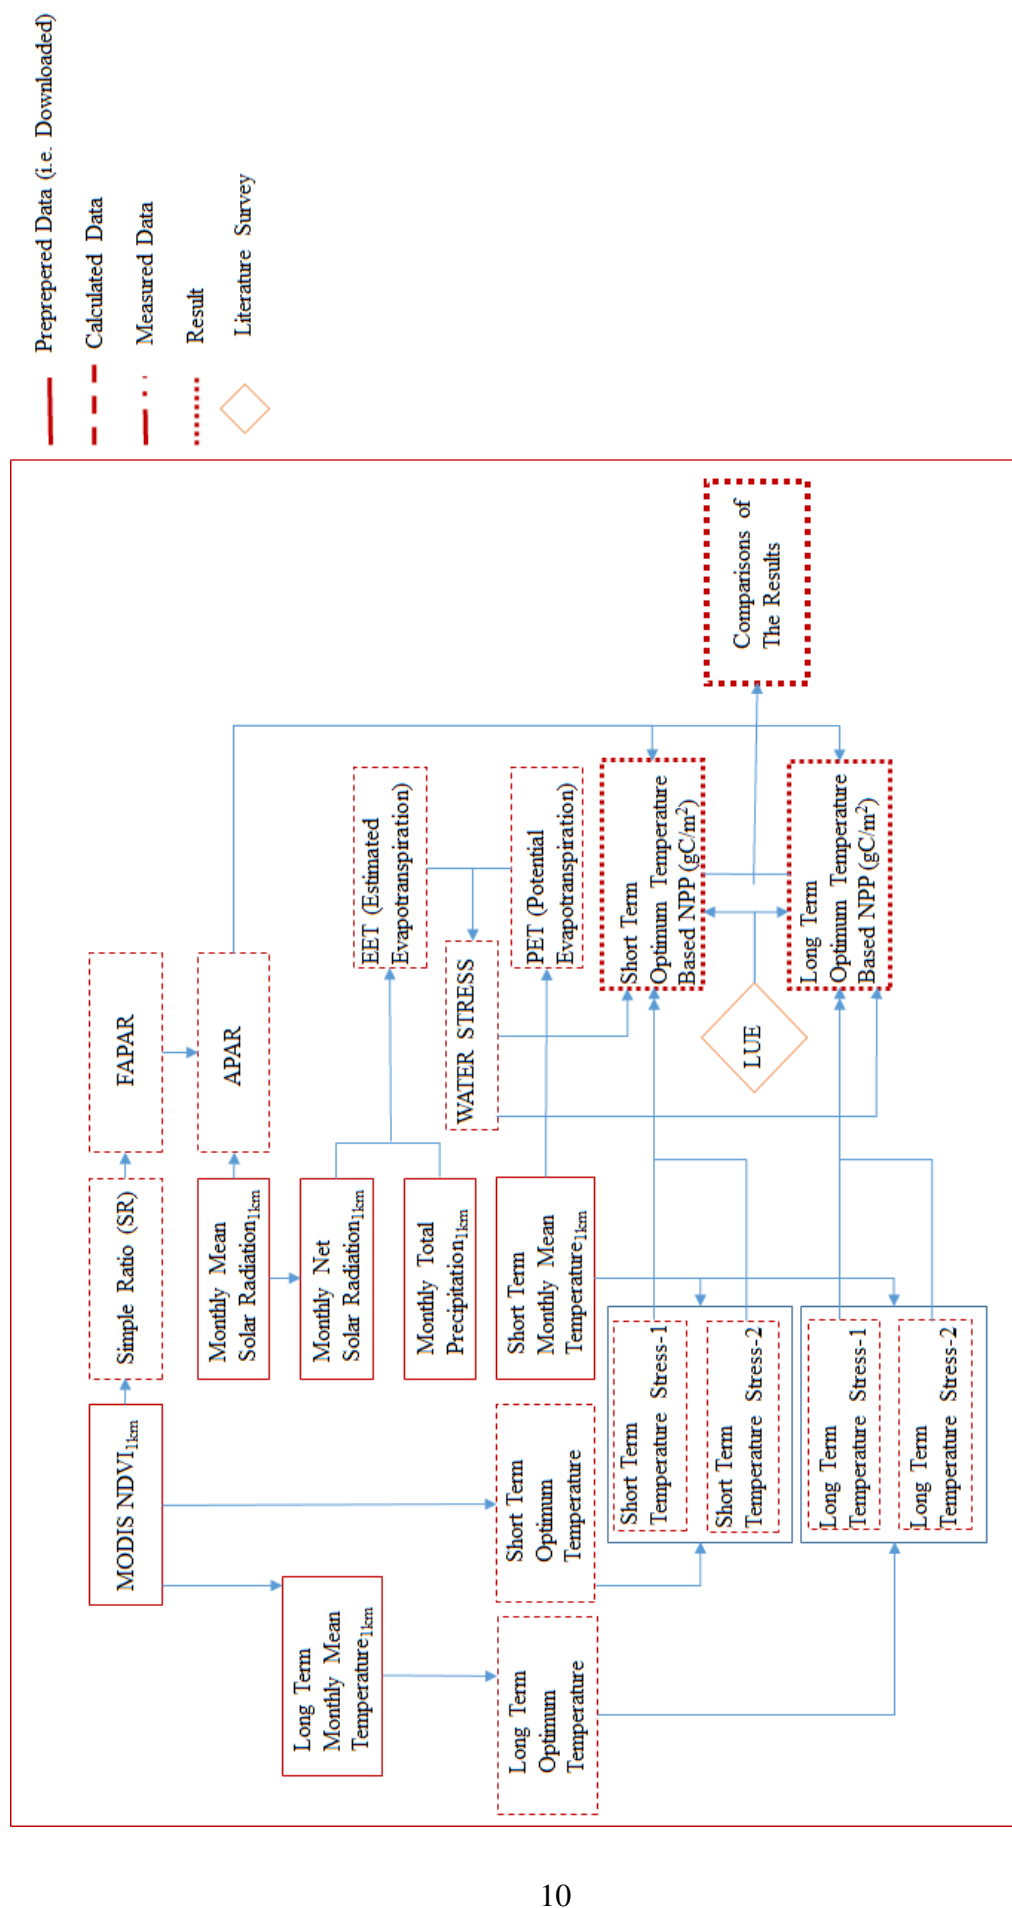 Preprepered Data (i.e. Downloaded)
Calculated Data
Measured Data
Result
Literature Survey
MODIS NDVI1km
Simple Ratio (SR)
FAPAR
Monthly Mean
Solar Radiation1km
APAR
Long Term
Monthly Mean
Temperature1km
Monthly Net
Solar Radiation1km
EET (Estimated
Evapotranspiration)
Monthly Total
Precipitation1km
WATER STRESS
Long Term
Optimum
Temperature
Short Term
Optimum
Temperature
Short Term
Monthly Mean
Temperature1km
PET (Potential
Evapotranspiration)
Short Term
Temperature Stress-1
Short Term
Temperature Stress-2
Short Term
Optimum Temperature
Based NPP (gC/m²)
LUE
Comparisons of
The Results
Long Term
Temperature Stress-1
Long Term
Temperature Stress-2
Long Term
Optimum Temperature
Based NPP (gC/m²)
10